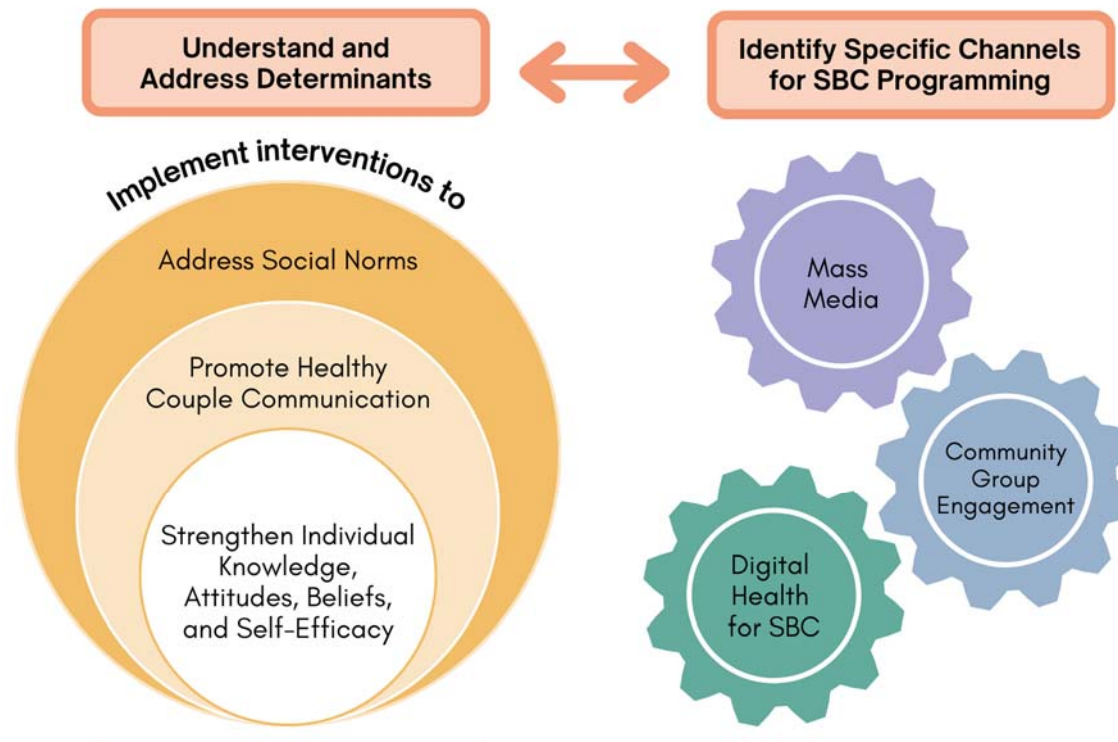 Understand and
Address Determinants
Identify Specific Channels
for SBC Programming
Implement interventions to
Address Social Norms
Promote Healthy
Couple Communication
Strengthen Individual
Knowledge,
Attitudes, Beliefs,
and Self-Efficacy
Mass
Media
Community
Group
Engagement
Digital
Health
for SBC